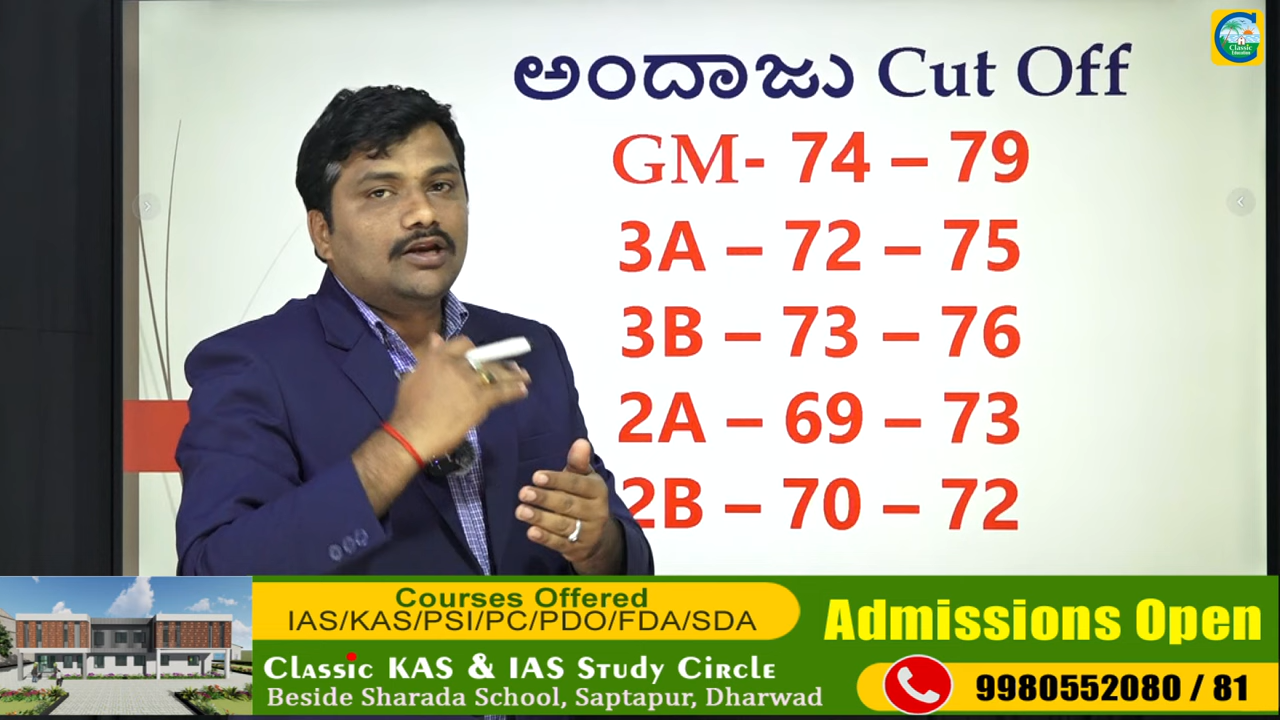 Classic
Education
ಅಂದಾಜು Cut Off
GM- 74 – 79
3A – 72 – 75
3B – 73 – 76
2A – 69 – 73
2B – 70 – 72
Courses Offered
IAS/KAS/PSI/PC/PDO/FDA/SDA
Classic KAS & IAS Study Circle
Beside Sharada School, Saptapur, Dharwad
Admissions Open
9980552080 / 81